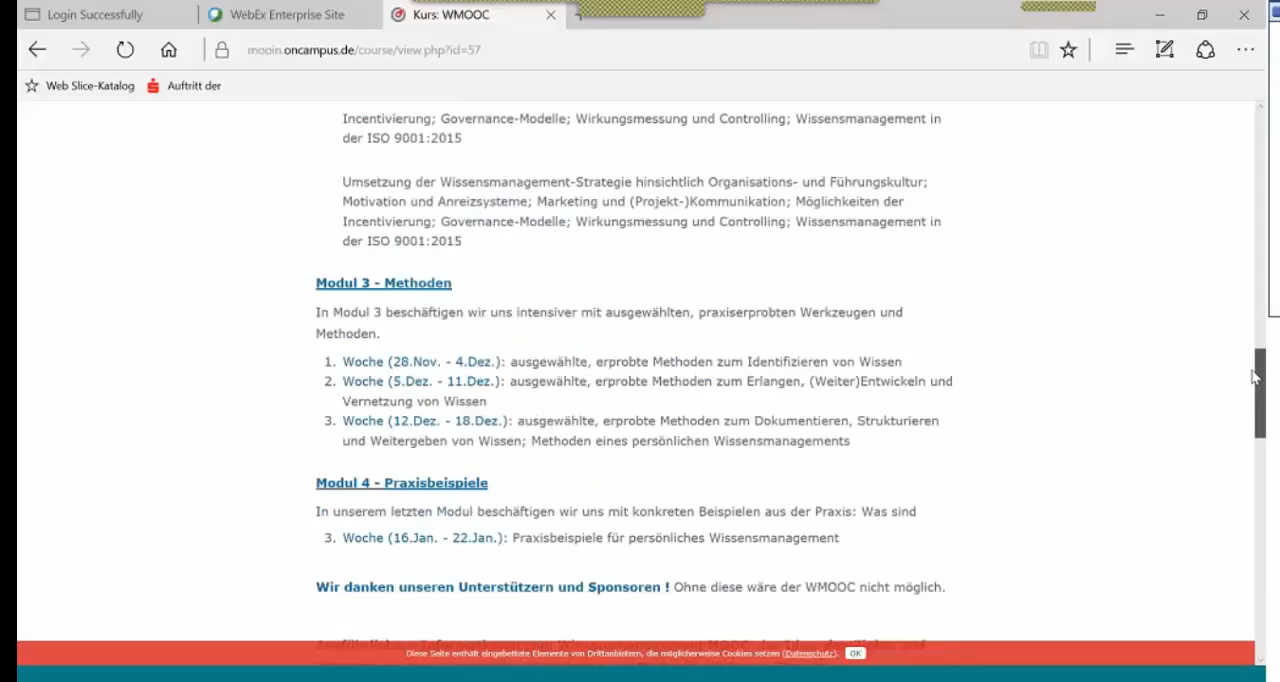 Login Successfully
WebEx Enterprise Site
Kurs: WMOOC
mooin.oncampus.de/course/view.php?id=57
Web Slice-Katalog
Auftritt der
Incentivierung; Governance-Modelle; Wirkungsmessung und Controlling; Wissensmanagement in
der ISO 9001:2015
Umsetzung der Wissensmanagement-Strategie hinsichtlich Organisations- und Führungskultur;
Motivation und Anreizsysteme; Marketing und (Projekt-)Kommunikation; Möglichkeiten der
Incentivierung; Governance-Modelle; Wirkungsmessung und Controlling; Wissensmanagement in
der ISO 9001:2015
Modul 3 - Methoden
In Modul 3 beschäftigen wir uns intensiver mit ausgewählten, praxiserprobten Werkzeugen und
Methoden.
1. Woche (28.Nov. - 4.Dez.): ausgewählte, erprobte Methoden zum Identifizieren von Wissen
2. Woche (5.Dez. - 11.Dez.): ausgewählte, erprobte Methoden zum Erlangen, (Weiter)Entwickeln und
Vernetzung von Wissen
3. Woche (12.Dez. - 18.Dez.): ausgewählte, erprobte Methoden zum Dokumentieren, Strukturieren
und Weitergeben von Wissen; Methoden eines persönlichen Wissensmanagements
Modul 4 - Praxisbeispiele
In unserem letzten Modul beschäftigen wir uns mit konkreten Beispielen aus der Praxis: Was sind
3. Woche (16.Jan. - 22.Jan.): Praxisbeispiele für persönliches Wissensmanagement
Wir danken unseren Unterstützern und Sponsoren ! Ohne diese wäre der WMOOC nicht möglich.
Diese Seite enthält eingebettete Elemente von Drittanbietern, die möglicherweise Cookies setzen (Datenschutz). OK